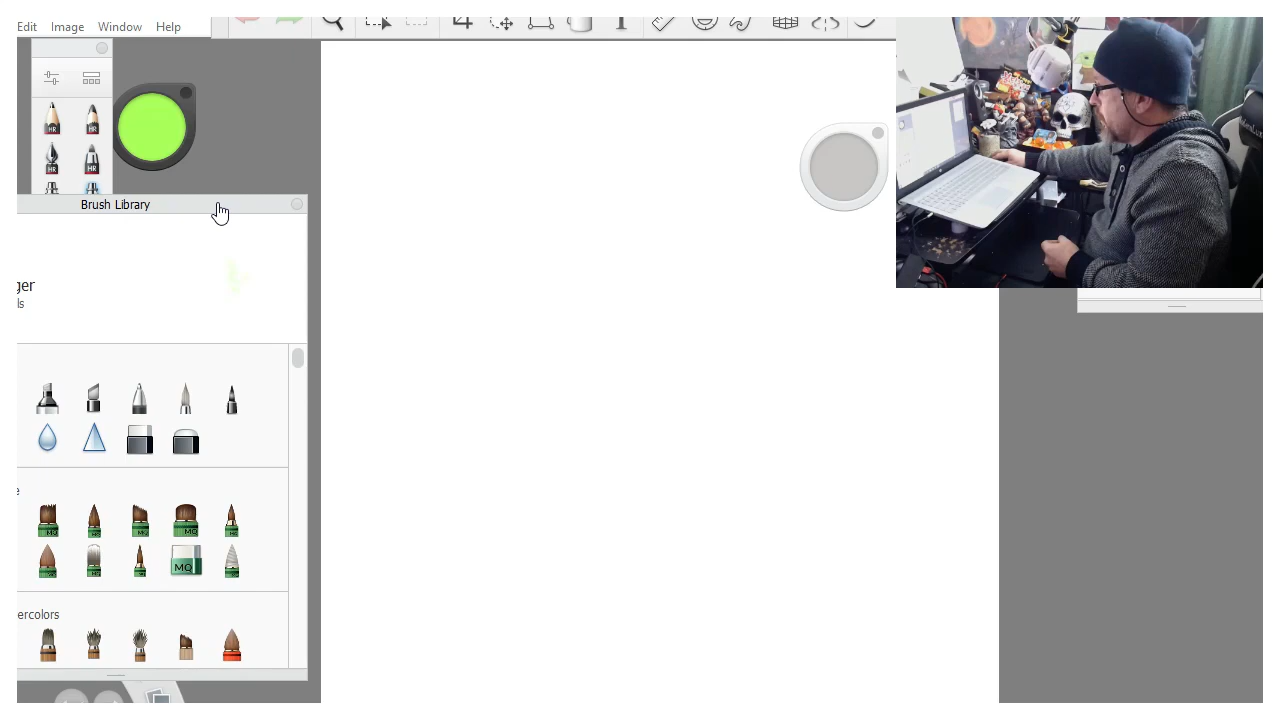 Edit Image Window Help
HR HR
HR HR
Brush Library
ger
ls
e
MQ
ercolors